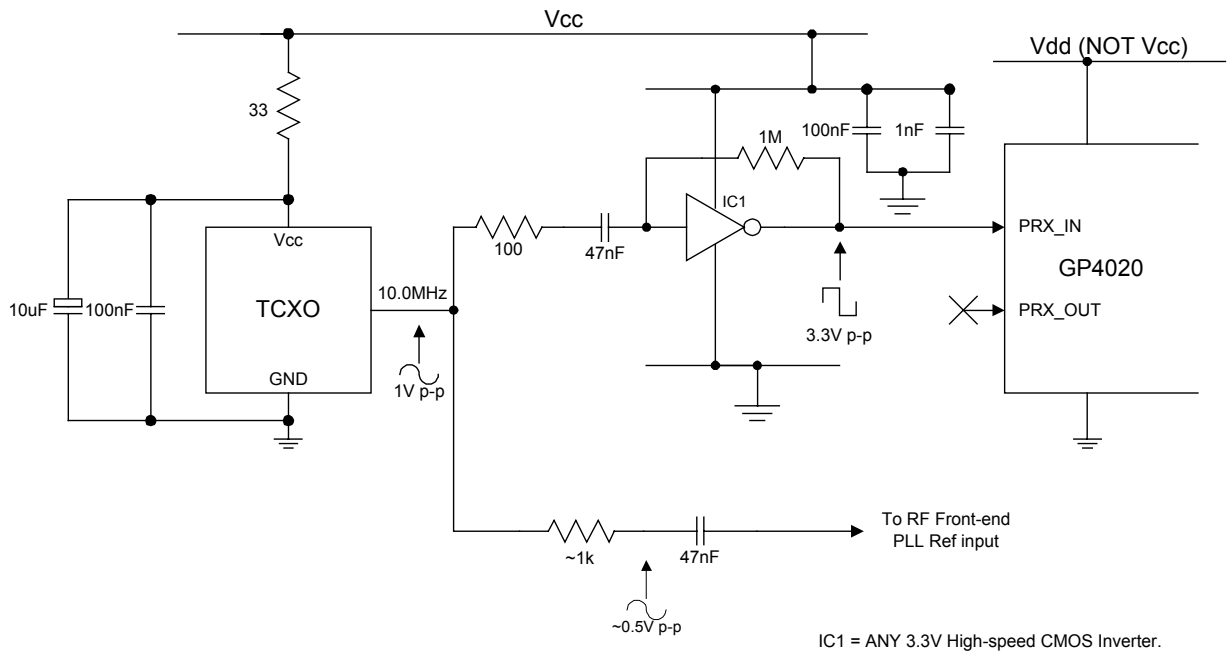 Vcc
Vdd (NOT Vcc)
33
1M
100nF
1nF
IC1
Vcc
100
47nF
PRX_IN
GP4020
10uF
100nF
TCXO
10.0MHz
PRX_OUT
3.3V p-p
GND
1V p-p
To RF Front-end
PLL Ref input
~1k
47nF
~0.5V p-p
IC1 = ANY 3.3V High-speed CMOS Inverter.